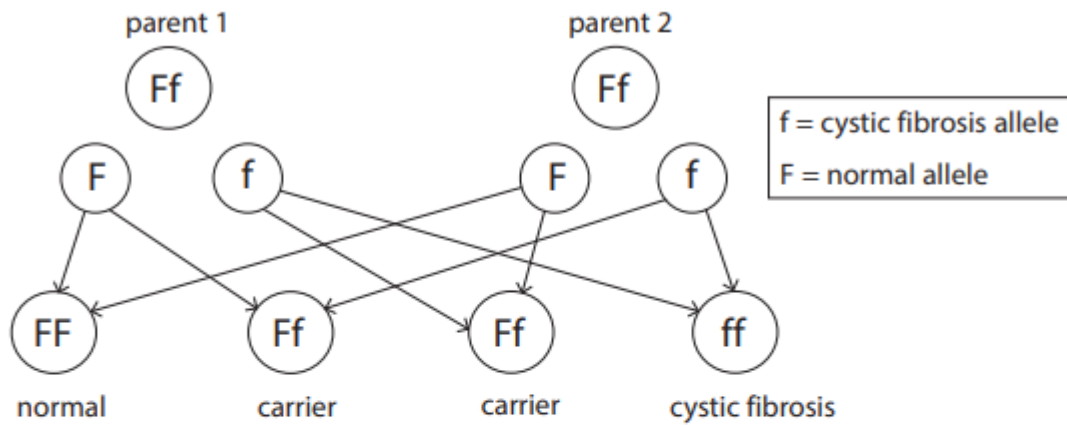 parent 1
parent 2
Ff
Ff
f = cystic fibrosis allele
F = normal allele
F
f
F
f
FF
Ff
Ff
ff
normal
carrier
carrier
cystic fibrosis